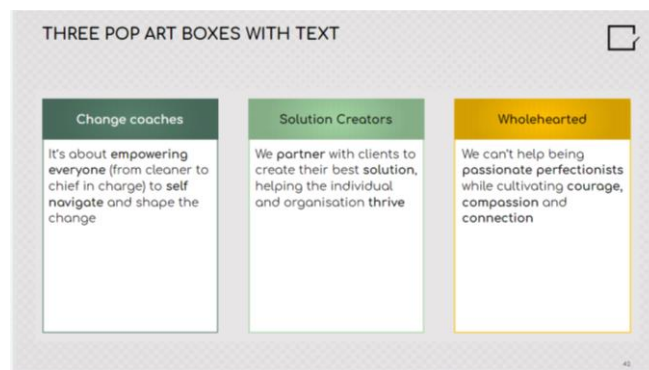 THREE POP ART BOXES WITH TEXT
Change coaches
It's about empowering
everyone (from cleaner to
chief in charge) to self
navigate and shape the
change
Solution Creators
We partner with clients to
create their best solution,
helping the individual
and organisation thrive
Wholehearted
We can't help being
passionate perfectionists
while cultivating courage,
compassion and
connection